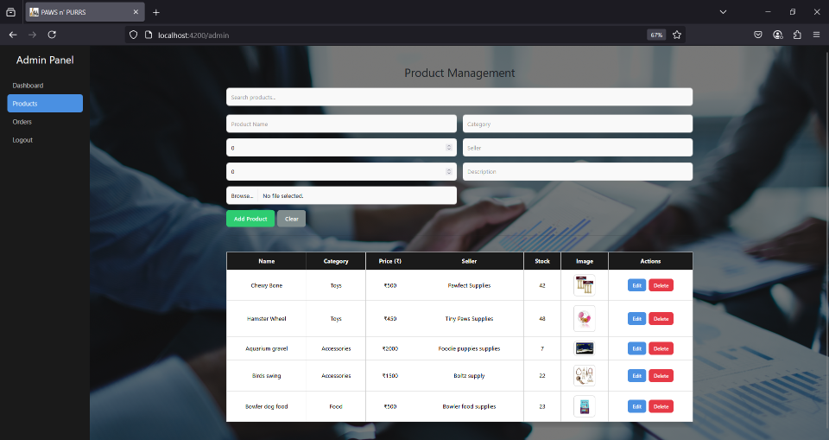 PAWS n' PURRS
localhost:4200/admin
67%
Admin Panel
Dashboard
Products
Orders
Logout
Product Management
Search products...
Product Name
Category
0
Seller
0
Description
Browse... No file selected.
Add Product Clear
Name Category Price (₹) Seller Stock Image Actions
Chewy Bone Toys ₹500 Pawfect Supplies 42 Edit Delete
Hamster Wheel Toys ₹450 Tiny Paws Supplies 48 Edit Delete
Aquarium gravel Accessories ₹2000 Foodie puppies supplies 7 Edit Delete
Birds swing Accessories ₹1500 Boltz supply 22 Edit Delete
Bowler dog food Food ₹500 Bowler food supplies 23 Edit Delete